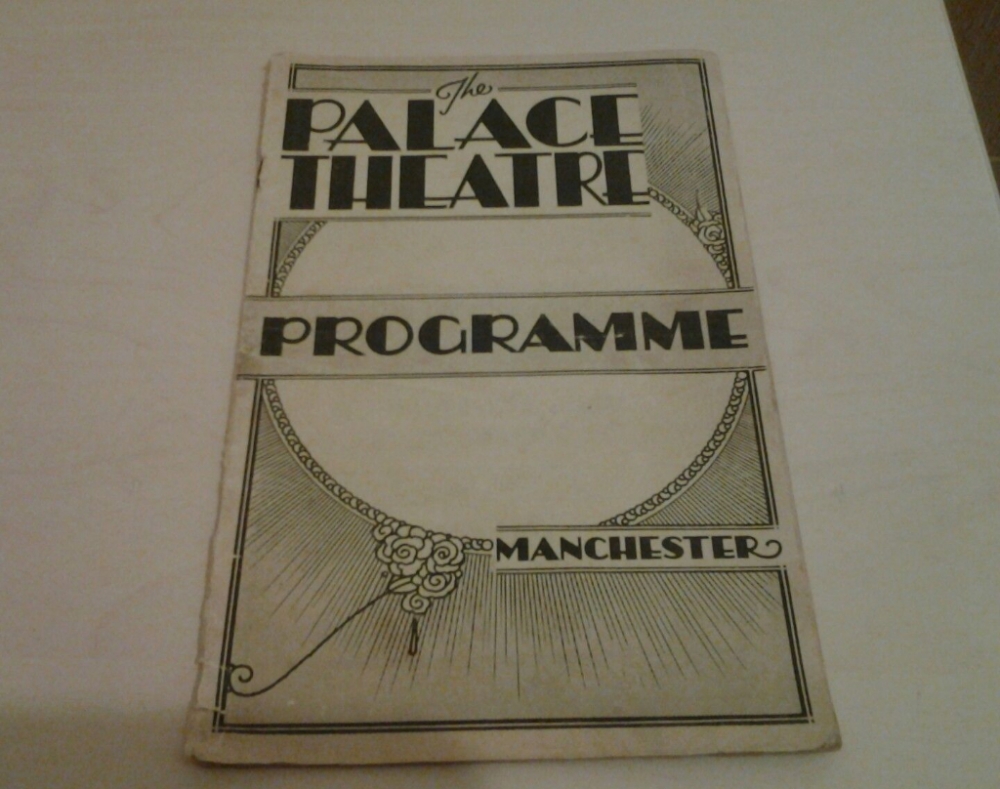 The
PALACE
THEATRE
PROGRAMME
MANCHESTER